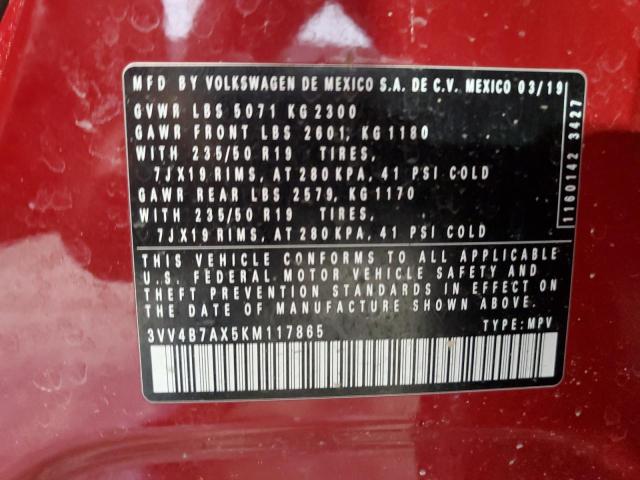 MFD BY VOLKSWAGEN DE MEXICO S.A. DE C.V. MEXICO 03/19
GVWR LBS 5071 KG 2300
GAWR FRONT LBS 2601, KG 1180
WITH 235/50 R19 TIRES,
7JX19 RIMS, AT 280 KPA, 41 PSI COLD
GAWR REAR LBS 2579, KG 1170
WITH 235/50 R19 TIRES,
7JX19 RIMS, AT 280 KPA, 41 PSI COLD
1160142 3427
THIS VEHICLE CONFORMS TO ALL APPLICABLE
U.S. FEDERAL MOTOR VEHICLE SAFETY AND
THEFT PREVENTION STANDARDS IN EFFECT ON
THE DATE OF MANUFACTURE SHOWN ABOVE.
3VV4B7AX5KM117865 TYPE: MPV